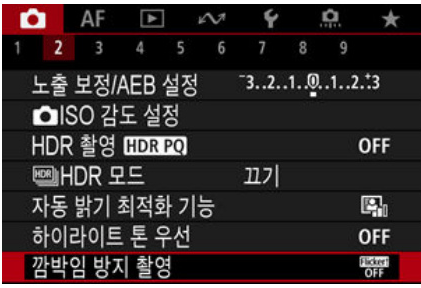 AF
1 2 3 4 5 6 7 8 9
노출 보정/AEB 설정 -3..2..1..0..1..2..+3
ISO 감도 설정
HDR 촬영 HDR PQ OFF
HDR HDR 모드 끄기
자동 밝기 최적화 기능
하이라이트 톤 우선 OFF
깜박임 방지 촬영 Flicker! OFF